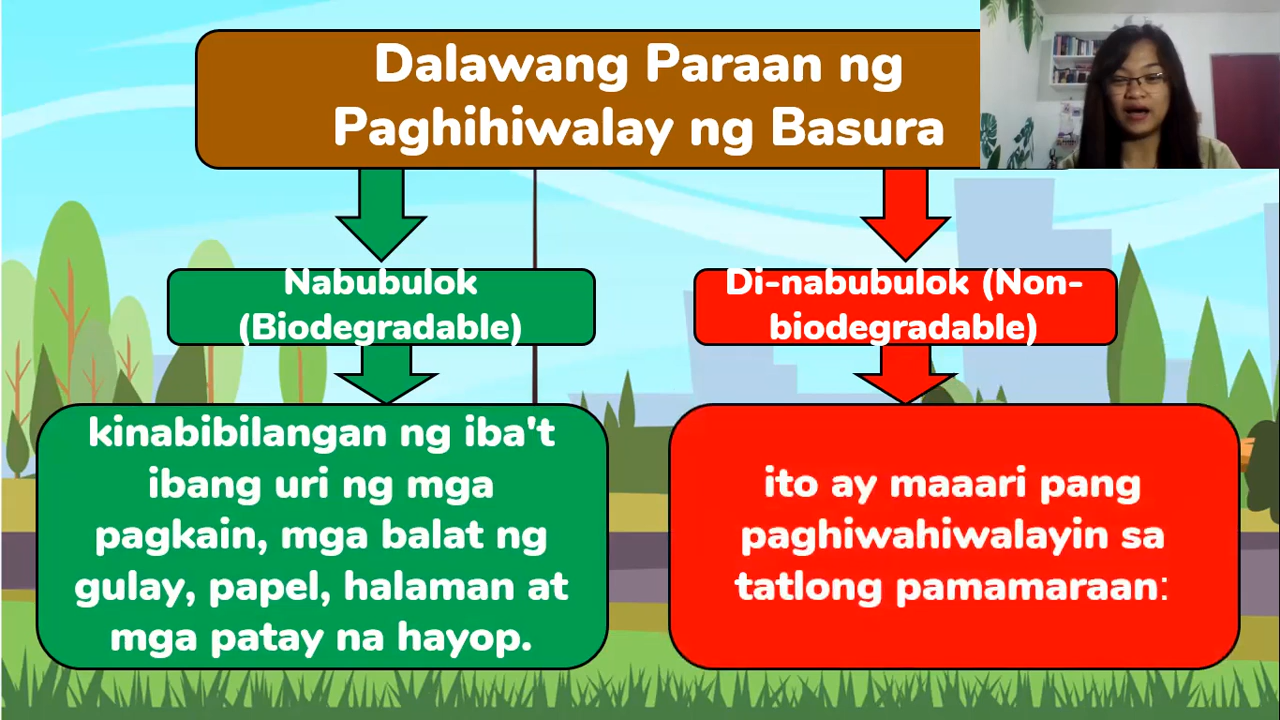 Dalawang Paraan ng
Paghihiwalay ng Basura
Nabubulok
(Biodegradable)
Di-nabubulok (Non-
biodegradable)
kinabibilangan ng iba't
ibang uri ng mga
pagkain, mga balat ng
gulay, papel, halaman at
mga patay na hayop.
ito ay maaari pang
paghiwahiwalayin sa
tatlong pamamaraan: